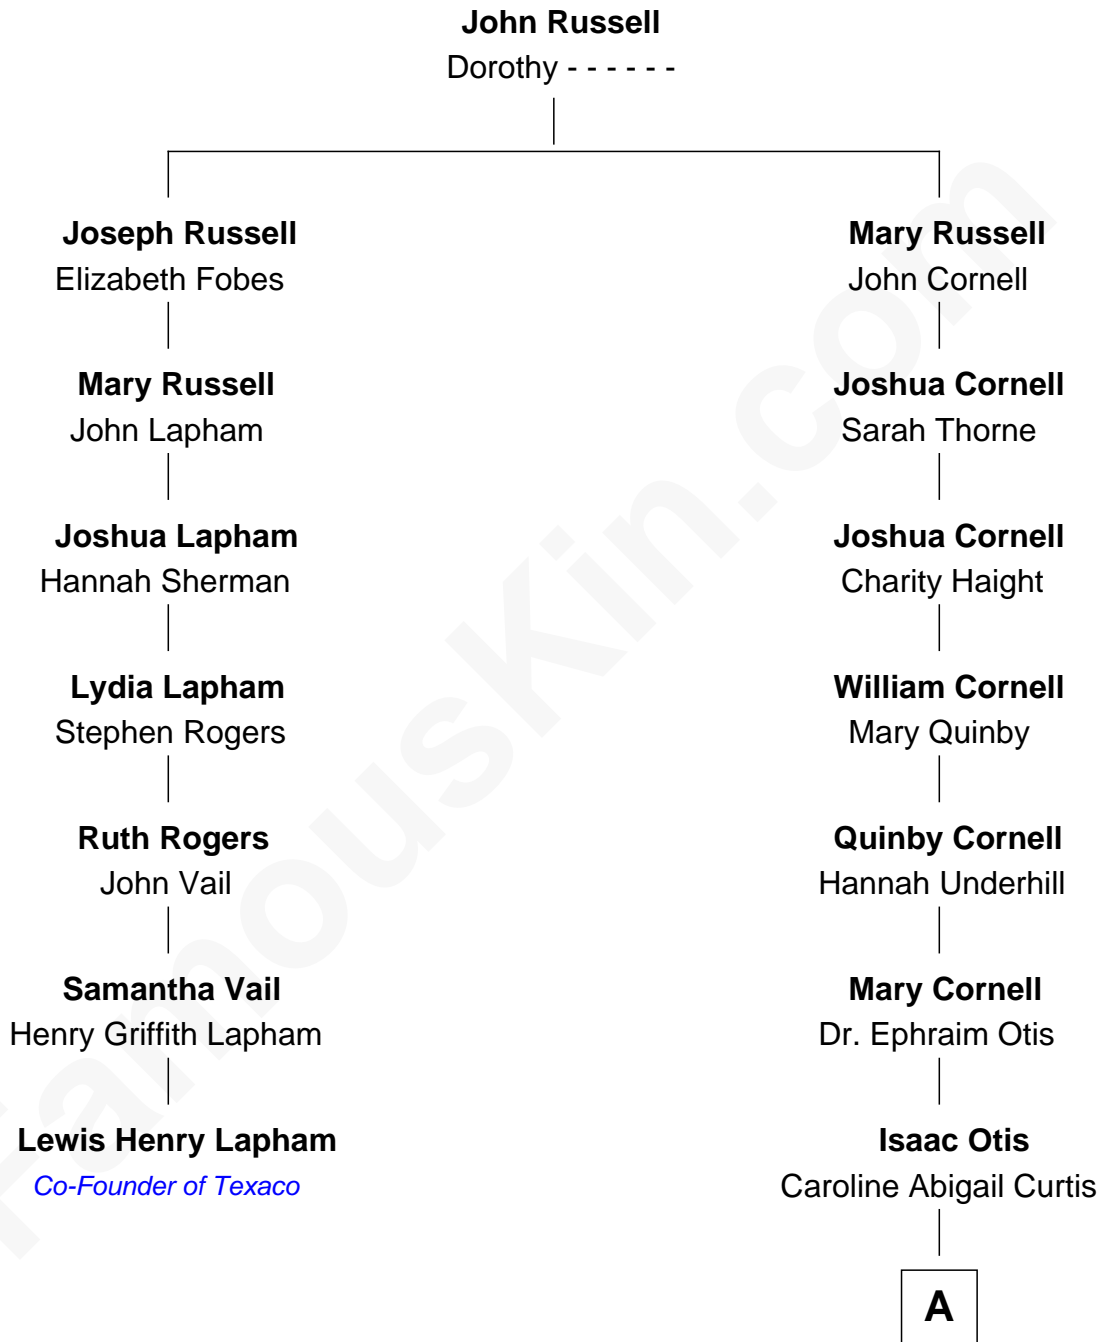 John Russell
Dorothy - - - - - -
Joseph Russell
Elizabeth Fobes
Mary Russell
John Cornell
Mary Russell
John Lapham
Joshua Cornell
Sarah Thorne
Joshua Lapham
Hannah Sherman
Joshua Cornell
Charity Haight
Lydia Lapham
Stephen Rogers
William Cornell
Mary Quinby
Ruth Rogers
John Vail
Quinby Cornell
Hannah Underhill
Samantha Vail
Henry Griffith Lapham
Mary Cornell
Dr. Ephraim Otis
Lewis Henry Lapham
Co-Founder of Texaco
Isaac Otis
Caroline Abigail Curtis
A
FamousKin.com